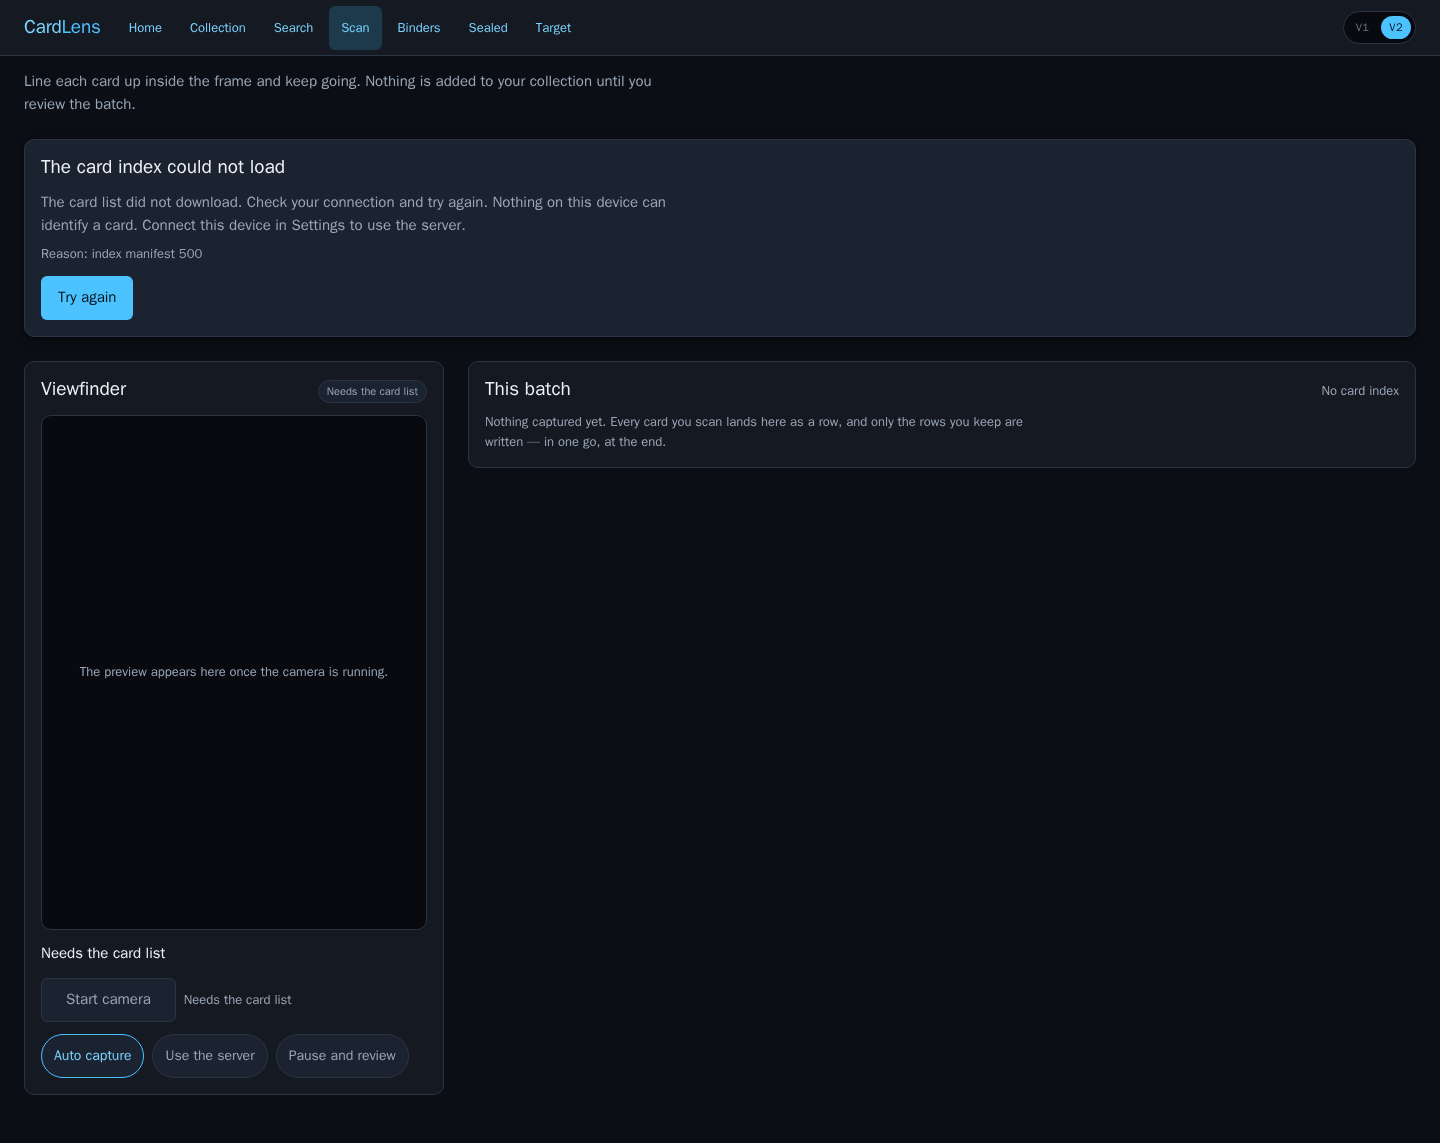 CardLens Home Collection Search Scan Binders Sealed Target V1 V2
Line each card up inside the frame and keep going. Nothing is added to your collection until you
review the batch.
The card index could not load
The card list did not download. Check your connection and try again. Nothing on this device can
identify a card. Connect this device in Settings to use the server.
Reason: index manifest 500
Try again
Viewfinder Needs the card list
The preview appears here once the camera is running.
Needs the card list
Start camera Needs the card list
Auto capture Use the server Pause and review
This batch No card index
Nothing captured yet. Every card you scan lands here as a row, and only the rows you keep are
written — in one go, at the end.